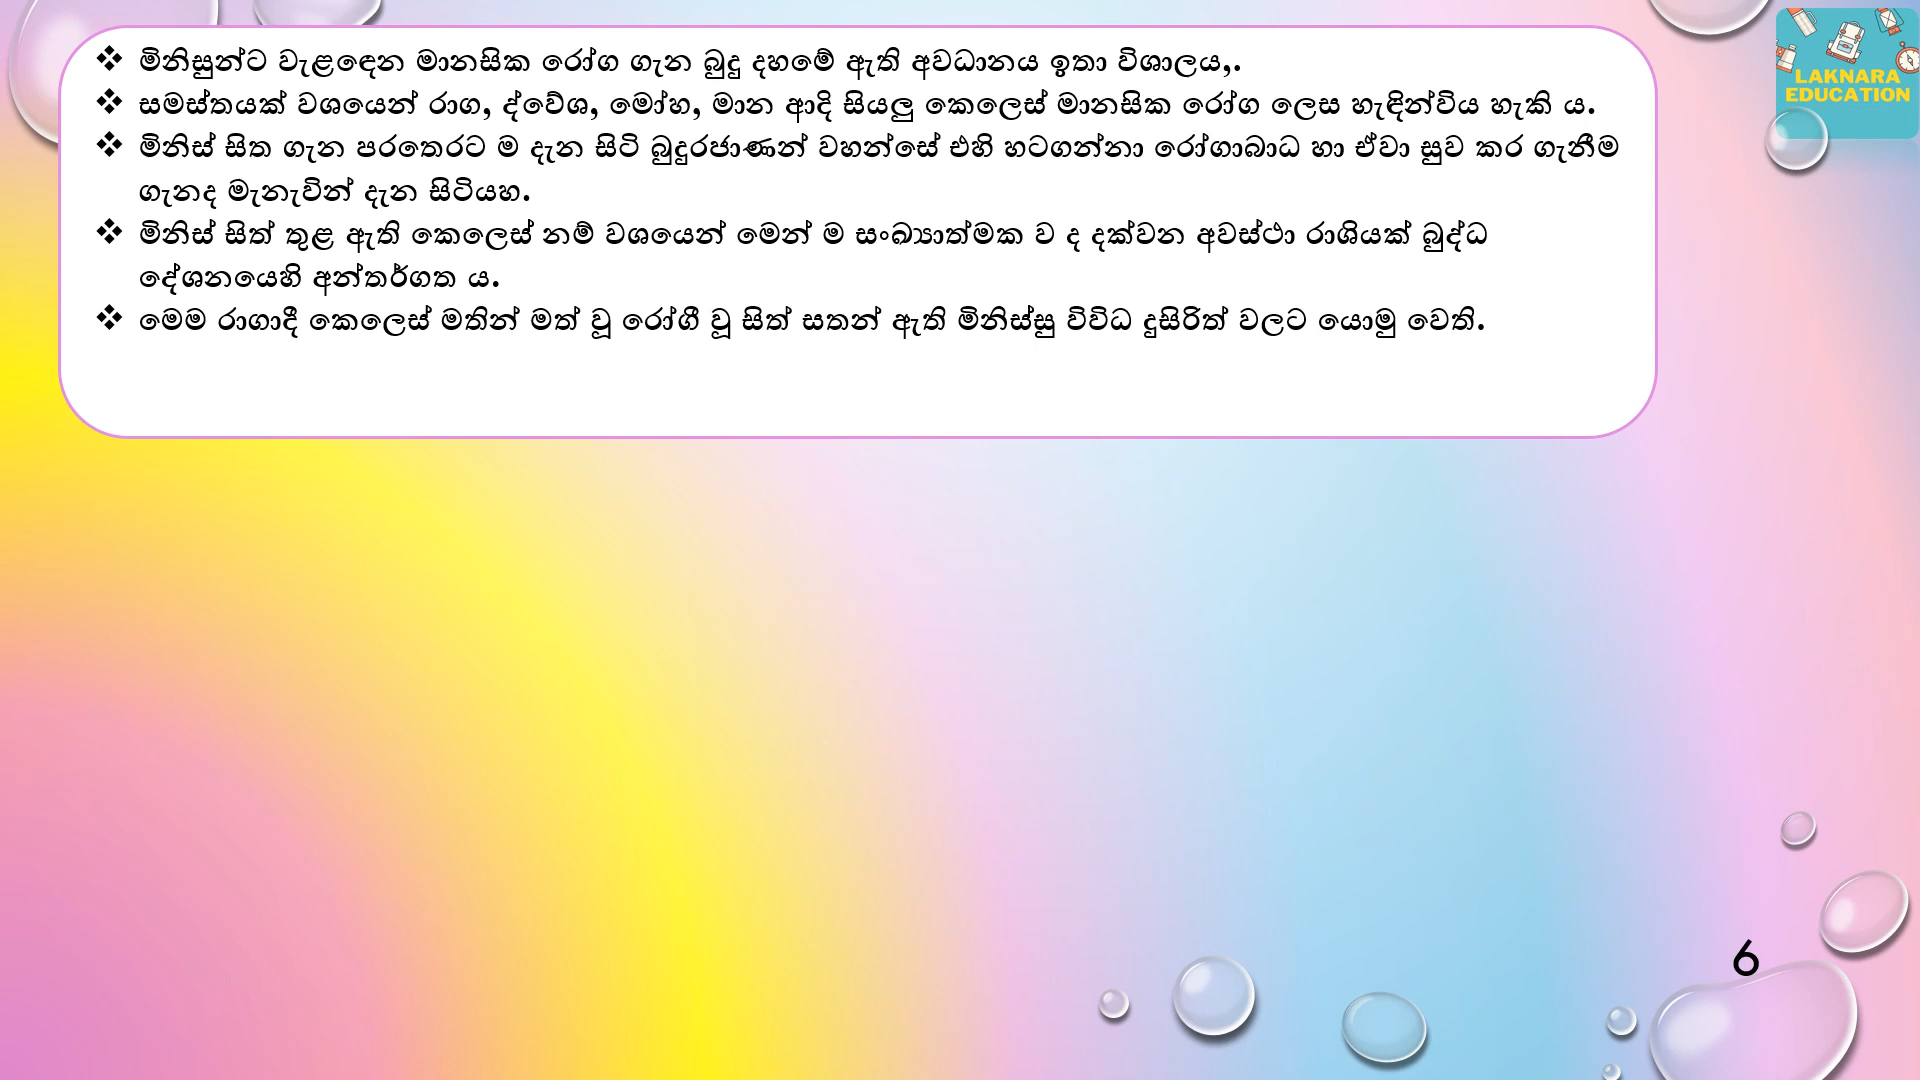 ❖ මිනිසුන්ට වැළඳෙන මානසික රෝග ගැන බුදු දහමේ ඇති අවධානය ඉතා විශාලය,.
❖ සමස්තයක් වශයෙන් රාග, ද්වේශ, මෝහ, මාන ආදි සියලු කෙලෙස් මානසික රෝග ලෙස හැඳින්විය හැකි ය.
❖ මිනිස් සිත ගැන පරතෙරට ම දැන සිටි බුදුරජාණන් වහන්සේ එහි හටගන්නා රෝගාබාධ හා ඒවා සුව කර ගැනීම
ගැනද මැනැවින් දැන සිටියහ.
❖ මිනිස් සිත් තුළ ඇති කෙලෙස් නම් වශයෙන් මෙන් ම සංඛ්‍යාත්මක ව ද දක්වන අවස්ථා රාශියක් බුද්ධ
දේශනයෙහි අන්තර්ගත ය.
❖ මෙම රාගාදී කෙලෙස් මතින් මත් වූ රෝගී වූ සිත් සතන් ඇති මිනිස්සු විවිධ දුසිරිත් වලට යොමු වෙති.
LAKNARA
EDUCATION
6